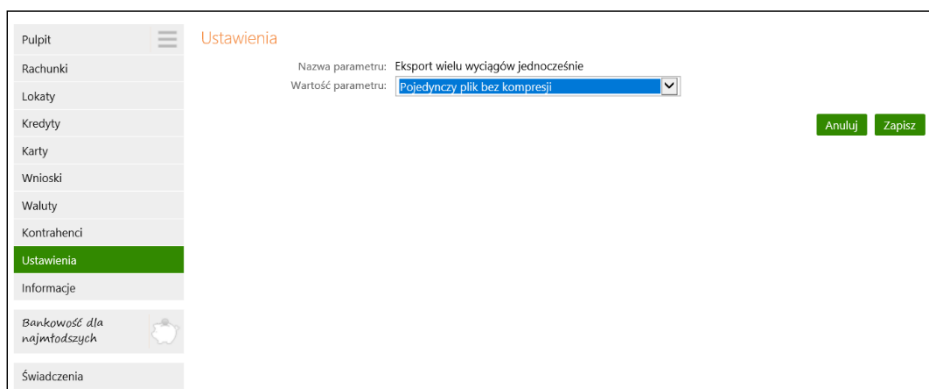 Pulpit
Rachunki
Lokaty
Kredyty
Karty
Wnioski
Waluty
Kontrahenci
Ustawienia
Informacje
Bankowość dla
najmłodszych
Świadczenia
Ustawienia
Nazwa parametru: Eksport wielu wyciągów jednocześnie
Wartość parametru: Pojedynczy plik bez kompresji
Anuluj Zapisz